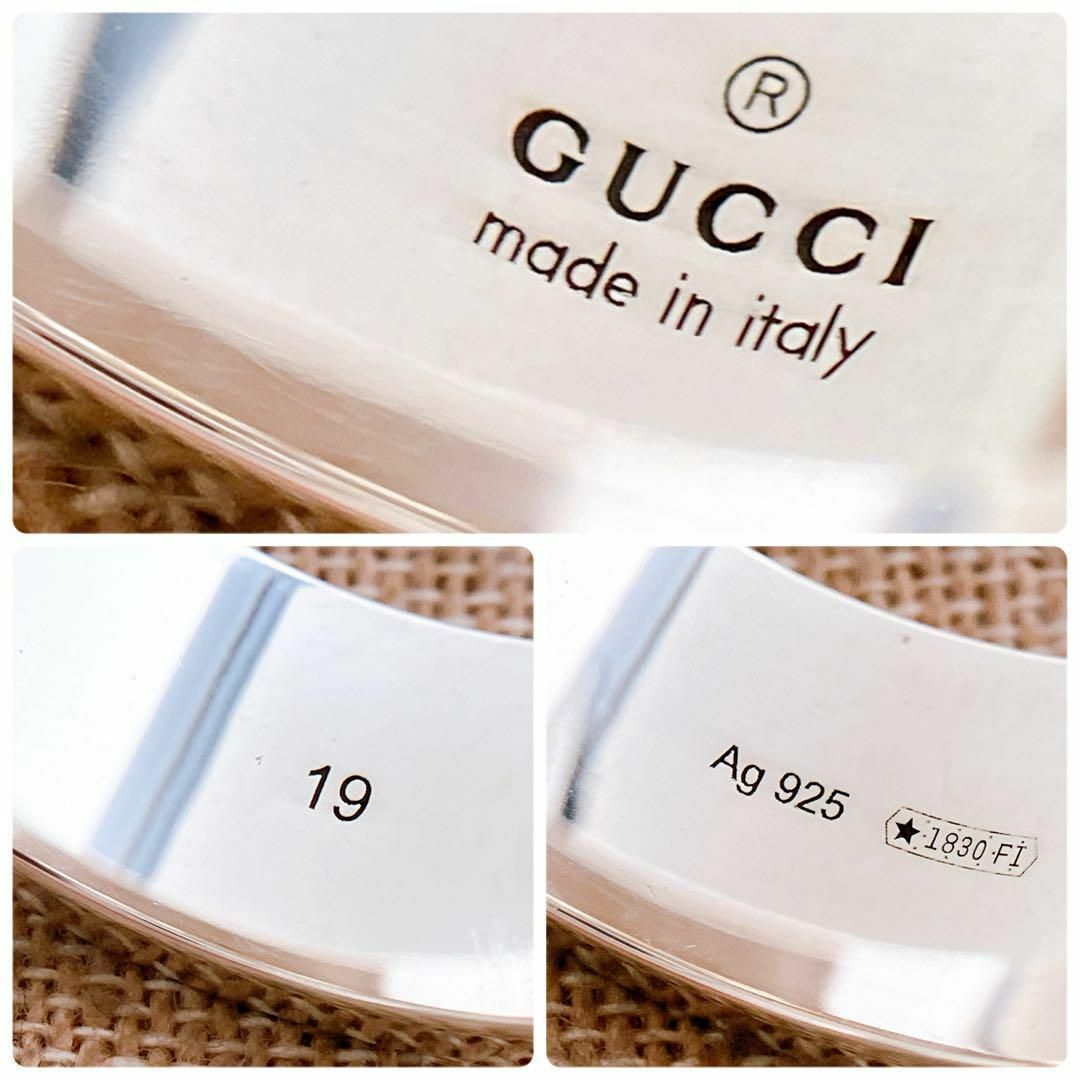 ®
GUCCI
made in italy
19
Ag 925
★1830 FI